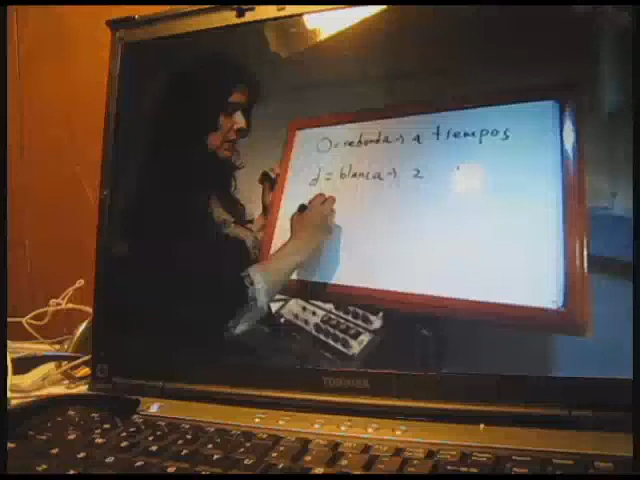 O = redonda → 4 tiempos
d = blanca → 2
TOSHIBA